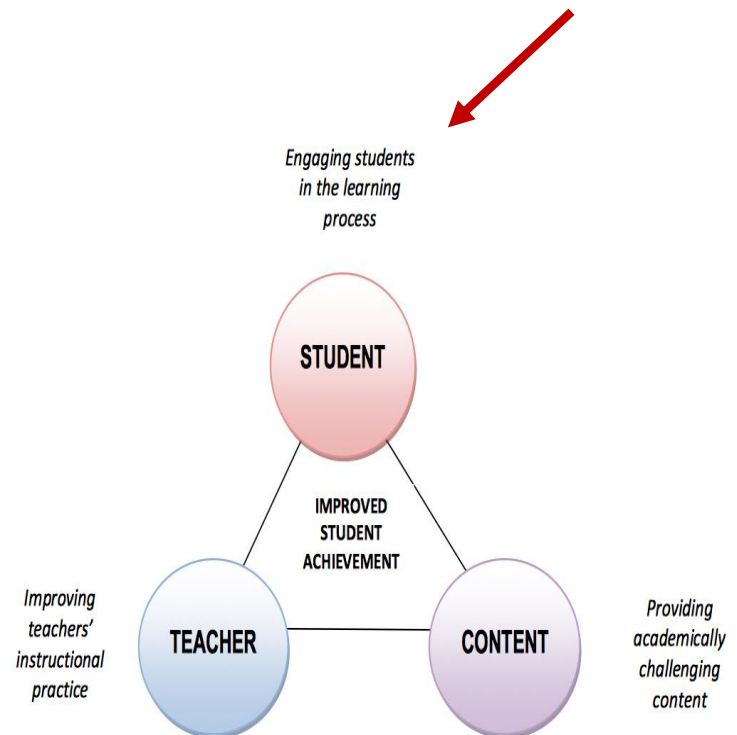 Engaging students
in the learning
process
STUDENT
IMPROVED
STUDENT
ACHIEVEMENT
Improving
teachers’
instructional
practice
TEACHER
CONTENT
Providing
academically
challenging
content